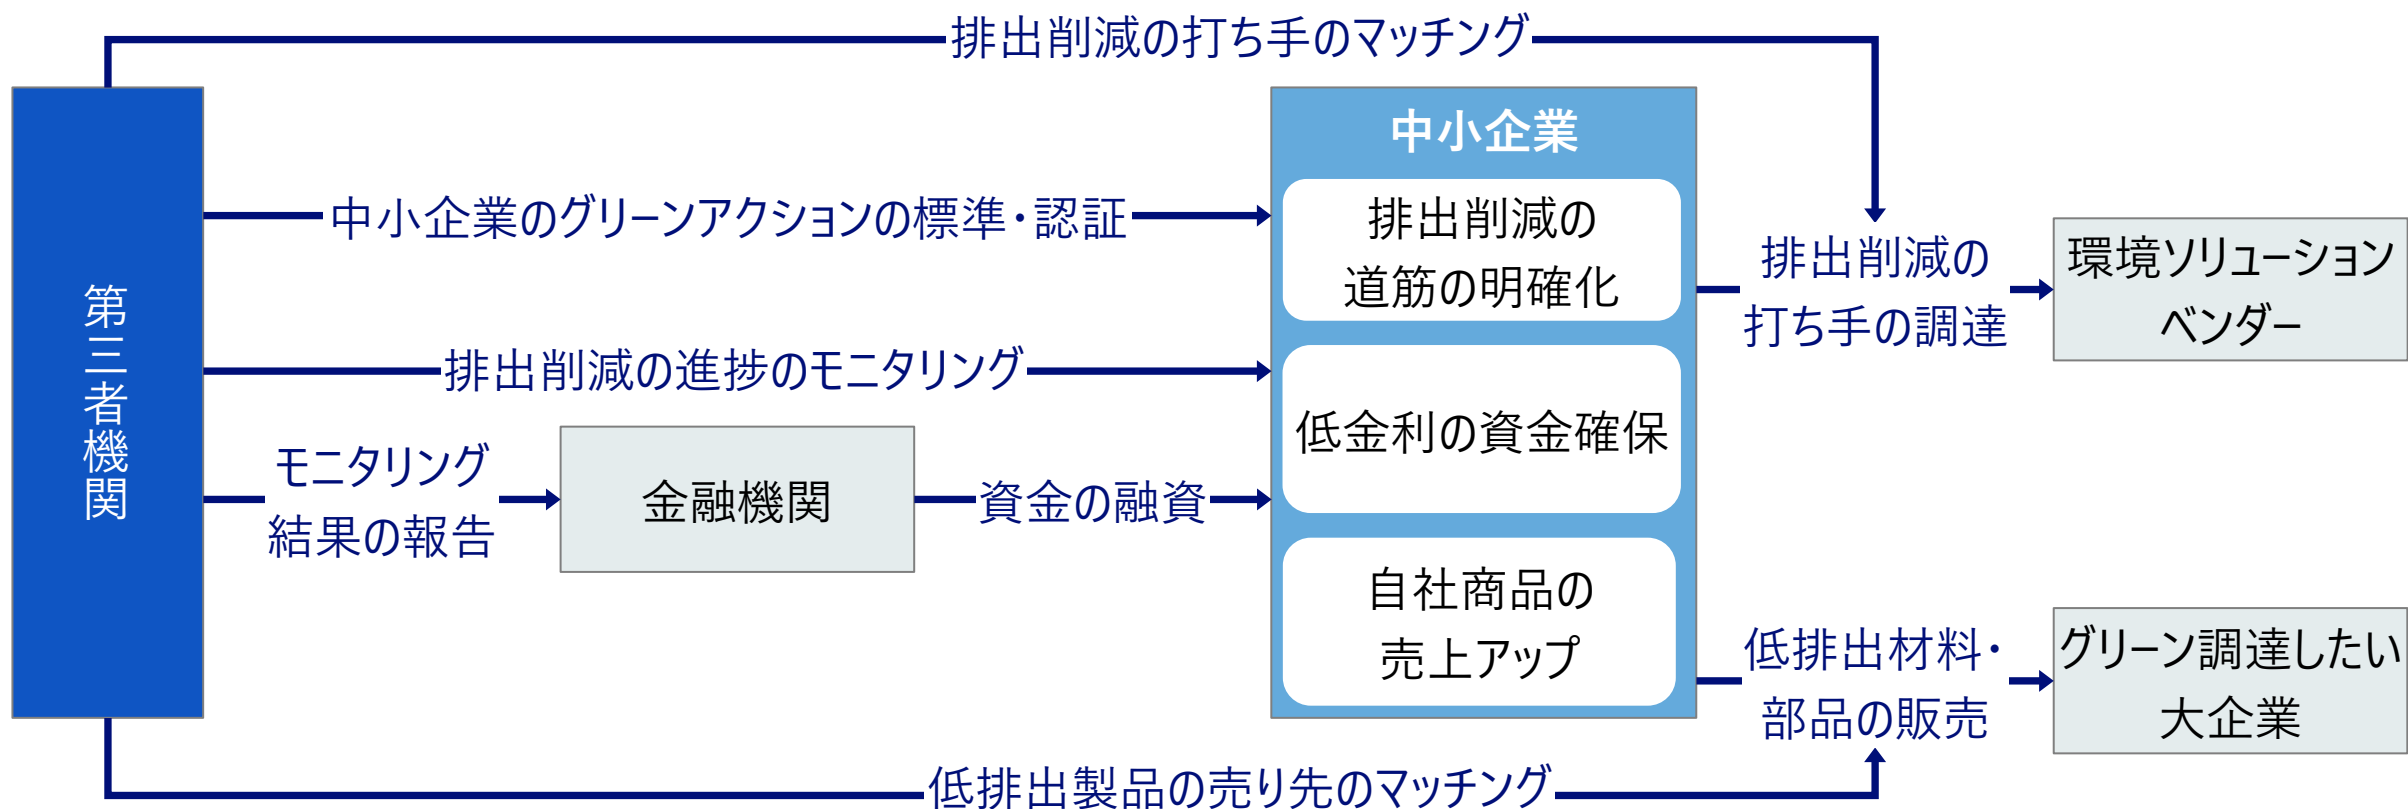 排出削減の打ち手のマッチング
第三者機関
中小企業のグリーンアクションの標準・認証
排出削減の進捗のモニタリング
モニタリング
結果の報告
金融機関
資金の融資
中小企業
排出削減の
道筋の明確化
低金利の資金確保
自社商品の
売上アップ
排出削減の
打ち手の調達
環境ソリューション
ベンダー
低排出材料・
部品の販売
グリーン調達したい
大企業
低排出製品の売り先のマッチング